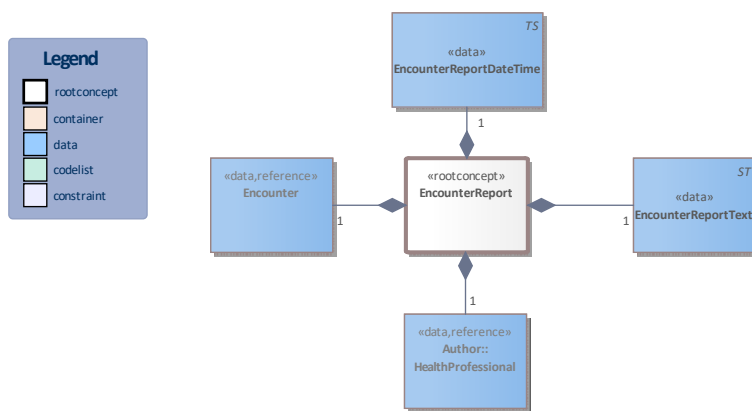 Legend
rootconcept
container
data
codelist
constraint
TS
«data»
EncounterReportDateTime
1
«data,reference»
Encounter
1
«rootconcept»
EncounterReport
ST
«data»
EncounterReportText
1
1
«data,reference»
Author::
HealthProfessional